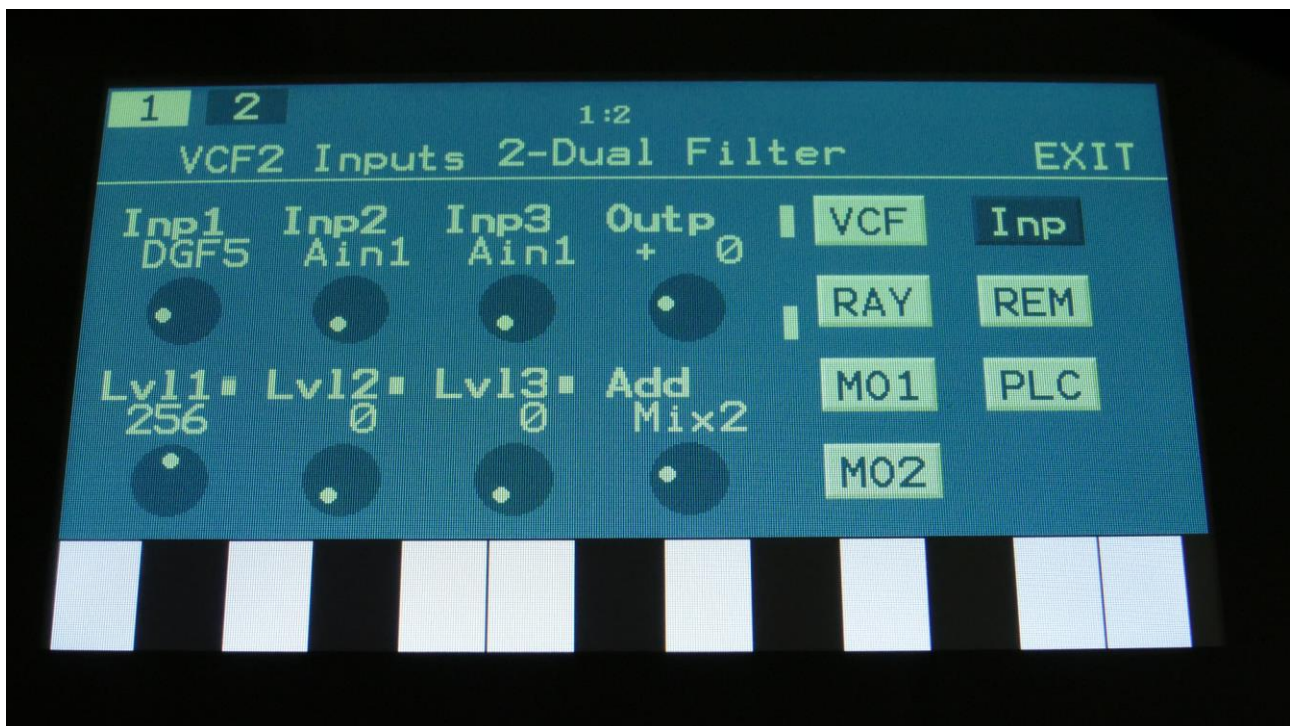 1 2 1:2
VCF2 Inputs 2-Dual Filter EXIT
Inp1 Inp2 Inp3 Outp VCF Inp
DGF5 Ain1 Ain1 + 0
RAY REM
Lvl1 Lvl2 Lvl3 Add MO1 PLC
256 0 0 Mix2
MO2